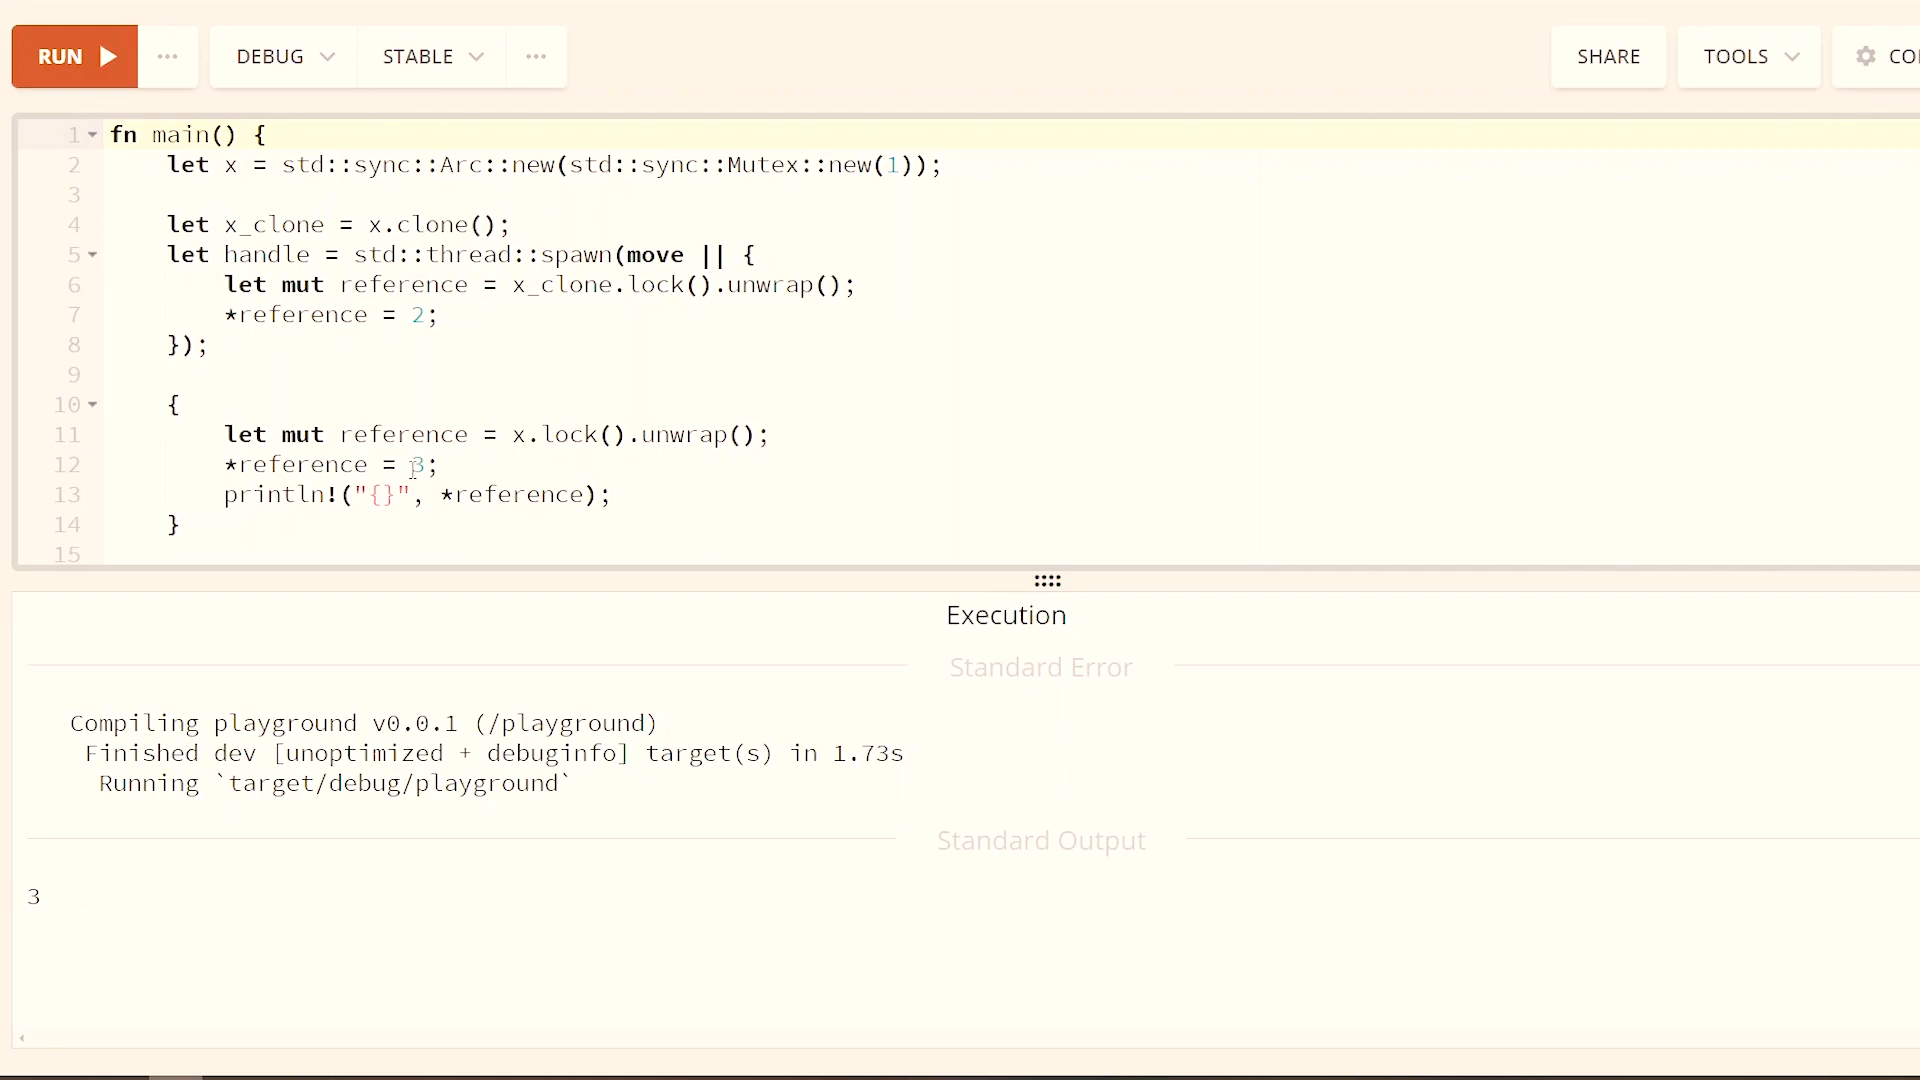 RUN ▶ ··· DEBUG STABLE ··· SHARE TOOLS
1 fn main() {
2     let x = std::sync::Arc::new(std::sync::Mutex::new(1));
3
4     let x_clone = x.clone();
5     let handle = std::thread::spawn(move || {
6         let mut reference = x_clone.lock().unwrap();
7         *reference = 2;
8     });
9
10     {
11         let mut reference = x.lock().unwrap();
12         *reference = 3;
13         println!("{}", *reference);
14     }
15
Execution
Standard Error
Compiling playground v0.0.1 (/playground)
Finished dev [unoptimized + debuginfo] target(s) in 1.73s
Running `target/debug/playground`
Standard Output
3